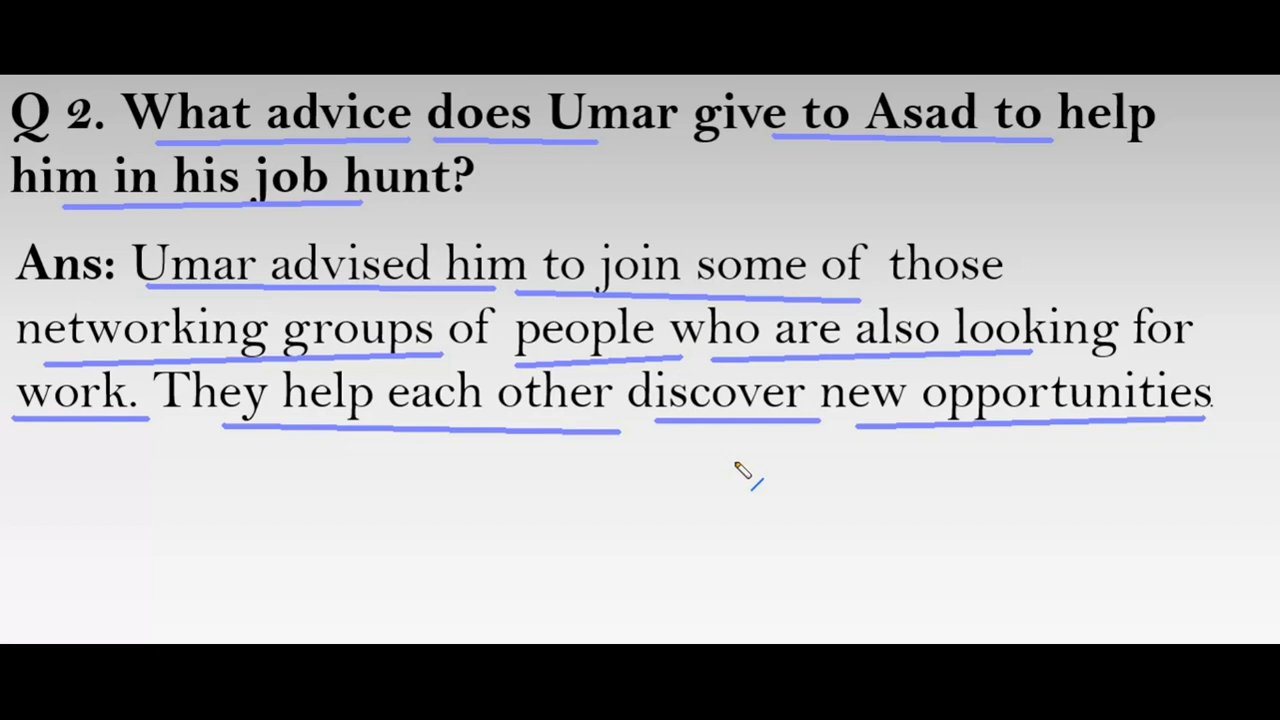 Q 2. What advice does Umar give to Asad to help
him in his job hunt?
Ans: Umar advised him to join some of those
networking groups of people who are also looking for
work. They help each other discover new opportunities.